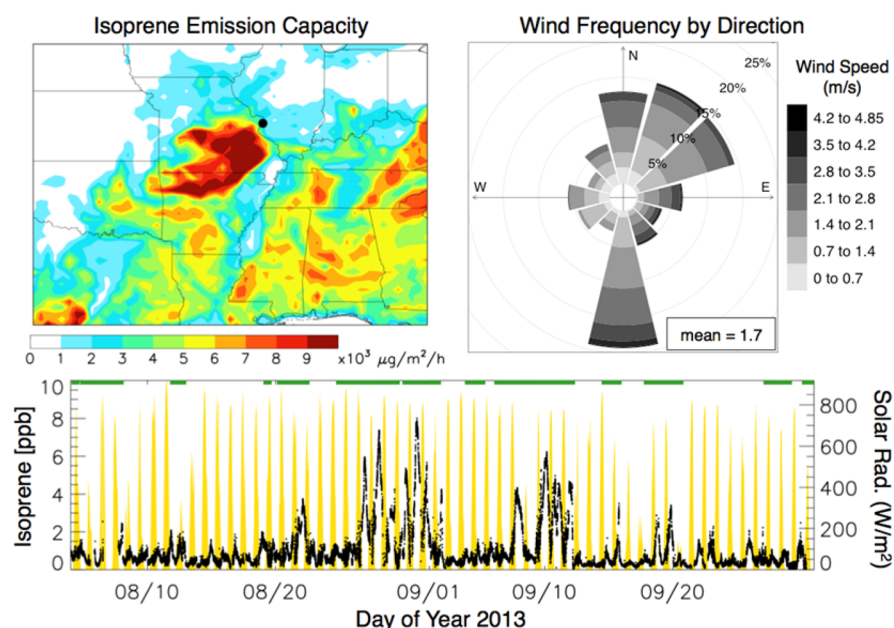 Isoprene Emission Capacity
0 1 2 3 4 5 6 7 8 9 x10³ μg/m²/h
Wind Frequency by Direction
N
W
E
5%
10%
15%
20%
25%
mean = 1.7
Wind Speed
(m/s)
4.2 to 4.85
3.5 to 4.2
2.8 to 3.5
2.1 to 2.8
1.4 to 2.1
0.7 to 1.4
0 to 0.7
Isoprene [ppb]
10
8
6
4
2
0
800
600
400
200
0
Solar Rad. (W/m²)
08/10 08/20 09/01 09/10 09/20
Day of Year 2013